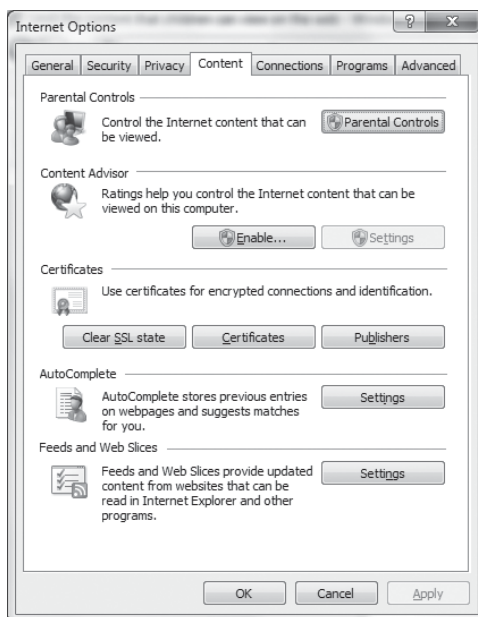 Internet Options
General Security Privacy Content Connections Programs Advanced
Parental Controls
Control the Internet content that can
be viewed.
Parental Controls
Content Advisor
Ratings help you control the Internet content that can be
viewed on this computer.
Enable... Settings
Certificates
Use certificates for encrypted connections and identification.
Clear SSL state Certificates Publishers
AutoComplete
AutoComplete stores previous entries
on webpages and suggests matches
for you.
Settings
Feeds and Web Slices
Feeds and Web Slices provide updated
content from websites that can be
read in Internet Explorer and other
programs.
Settings
OK Cancel Apply